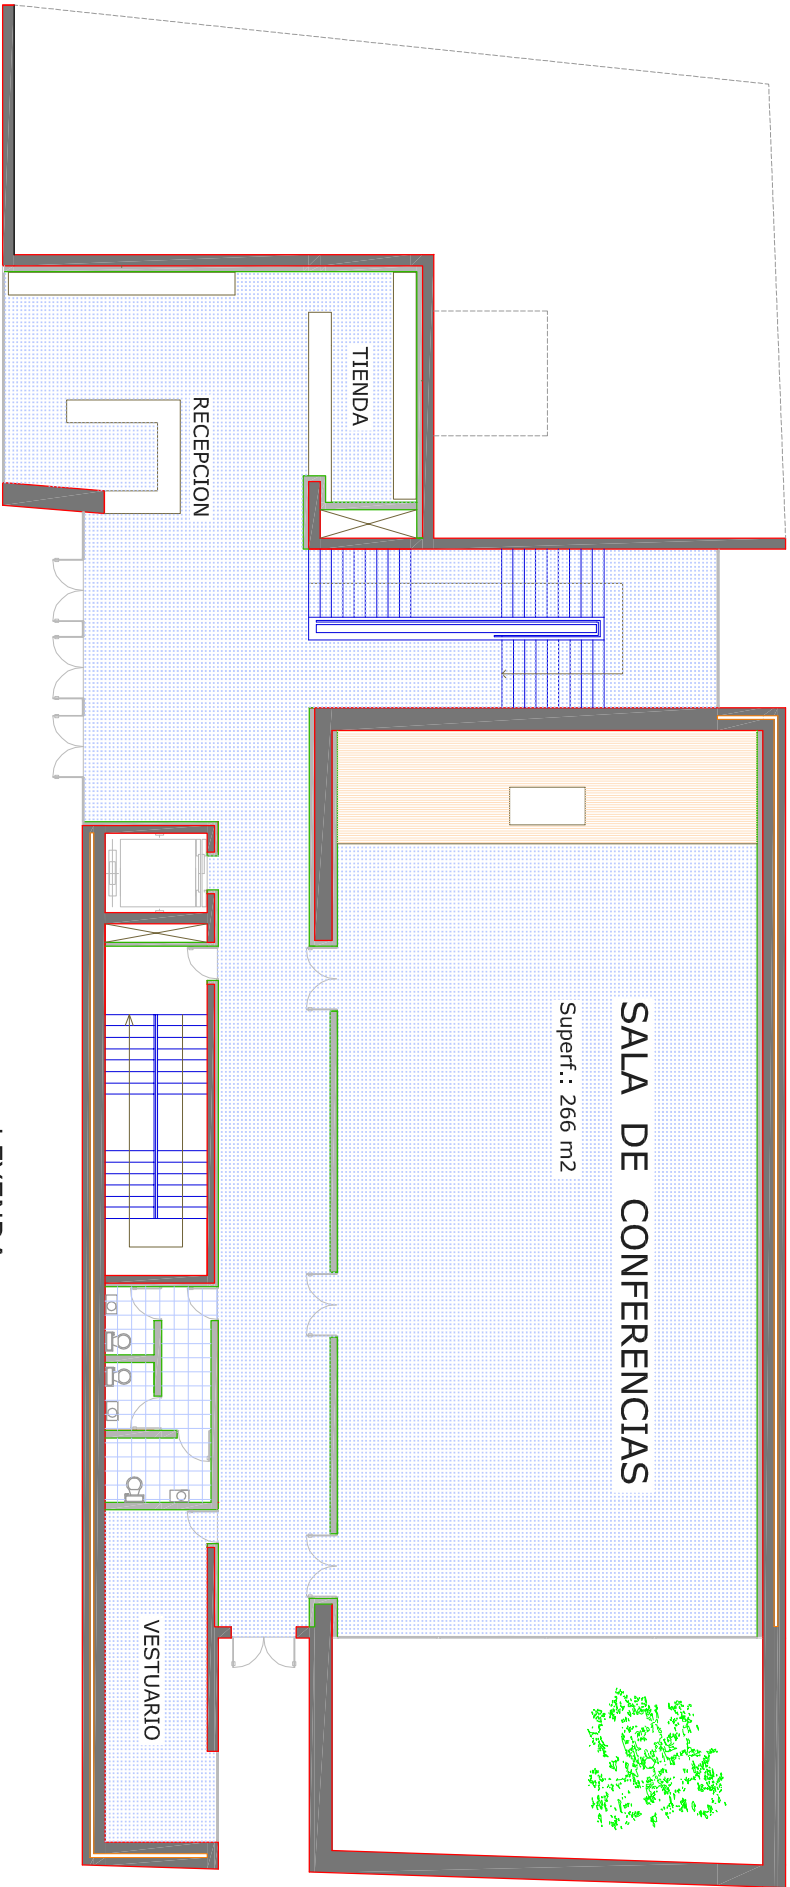 TIENDA
RECEPCION
SALA DE CONFERENCIAS
Superf.: 266 m2
VESTUARIO